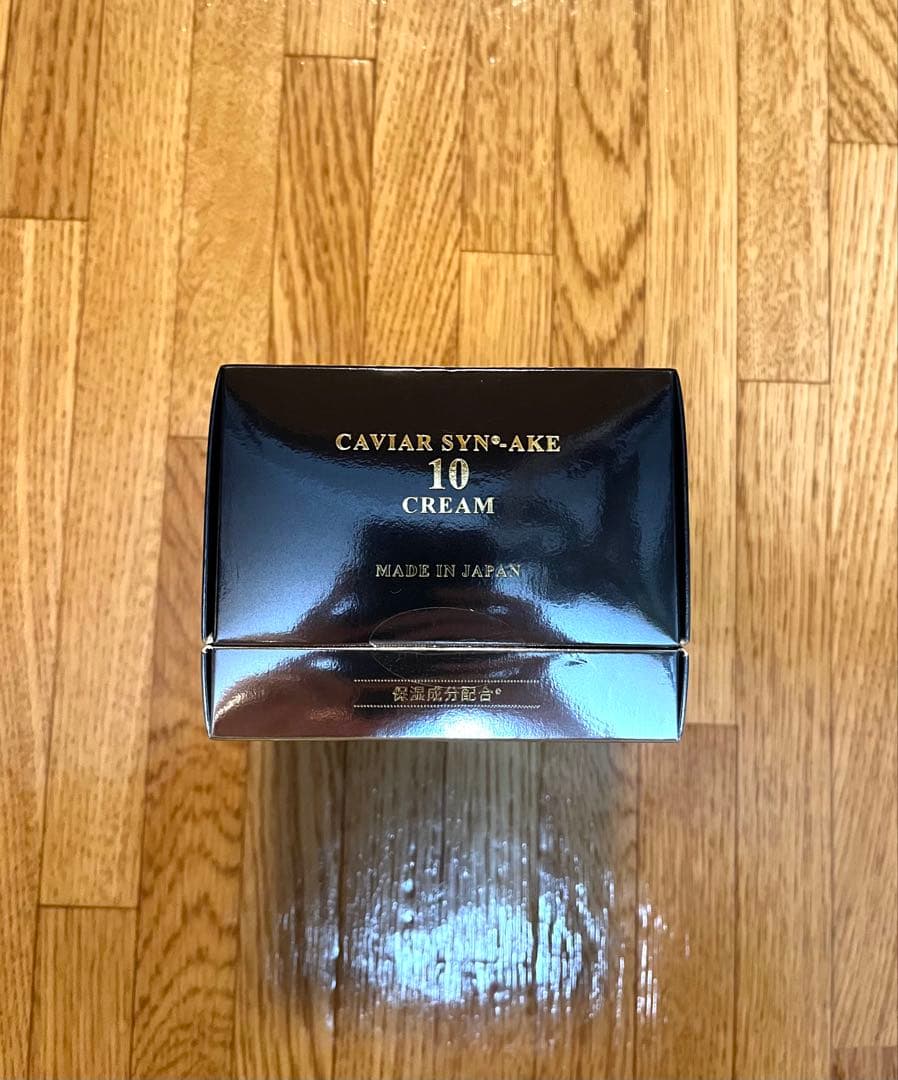 CAVIAR SYN®-AKE
10
CREAM
MADE IN JAPAN
保湿成分配合